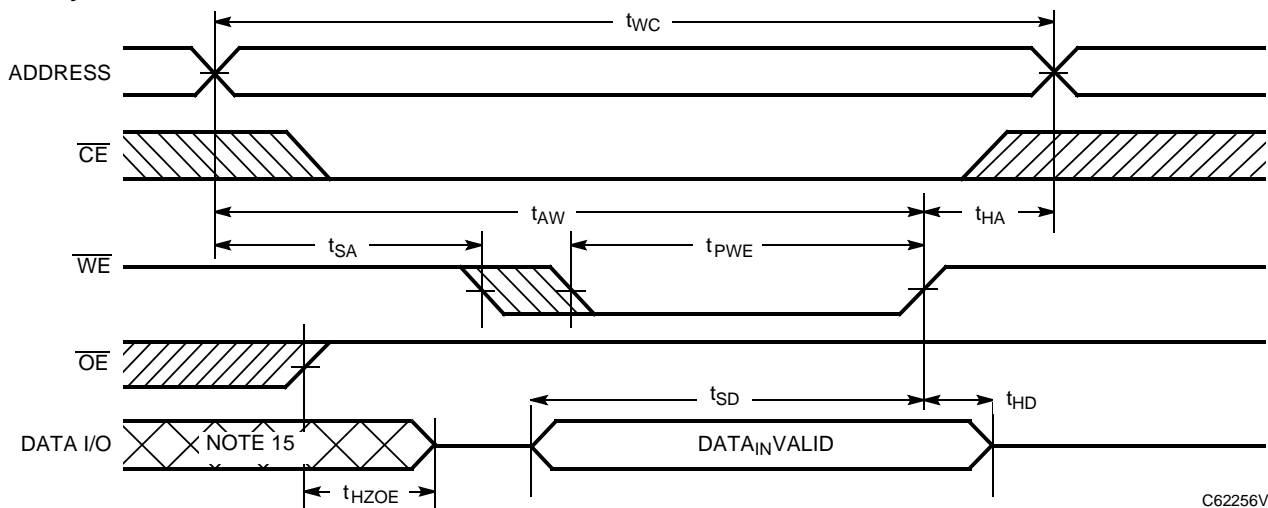 tWC
ADDRESS
CE
tAW
tHA
tSA
tPWE
WE
OE
tSD
tHD
DATA I/O
NOTE 15
DATAINVALID
tHZOE
C62256V